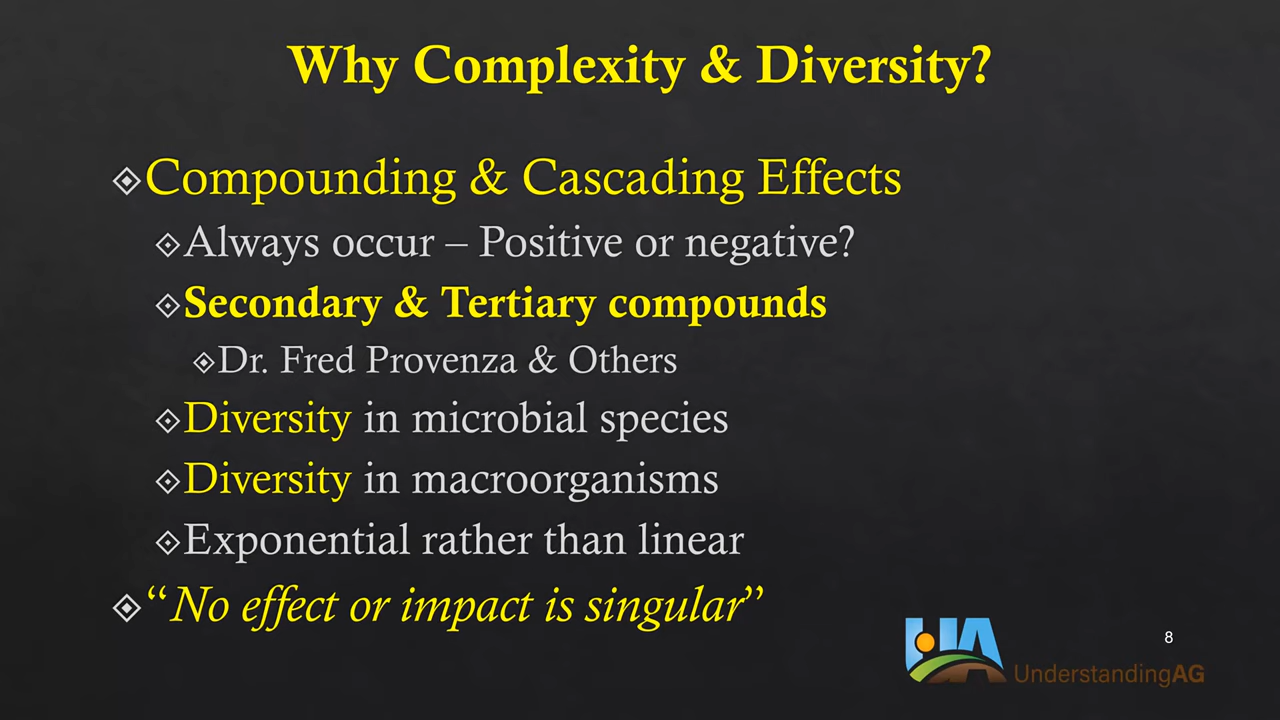 Why Complexity & Diversity?
Compounding & Cascading Effects
Always occur – Positive or negative?
Secondary & Tertiary compounds
Dr. Fred Provenza & Others
Diversity in microbial species
Diversity in macroorganisms
Exponential rather than linear
“No effect or impact is singular”
8
UA
UnderstandingAG